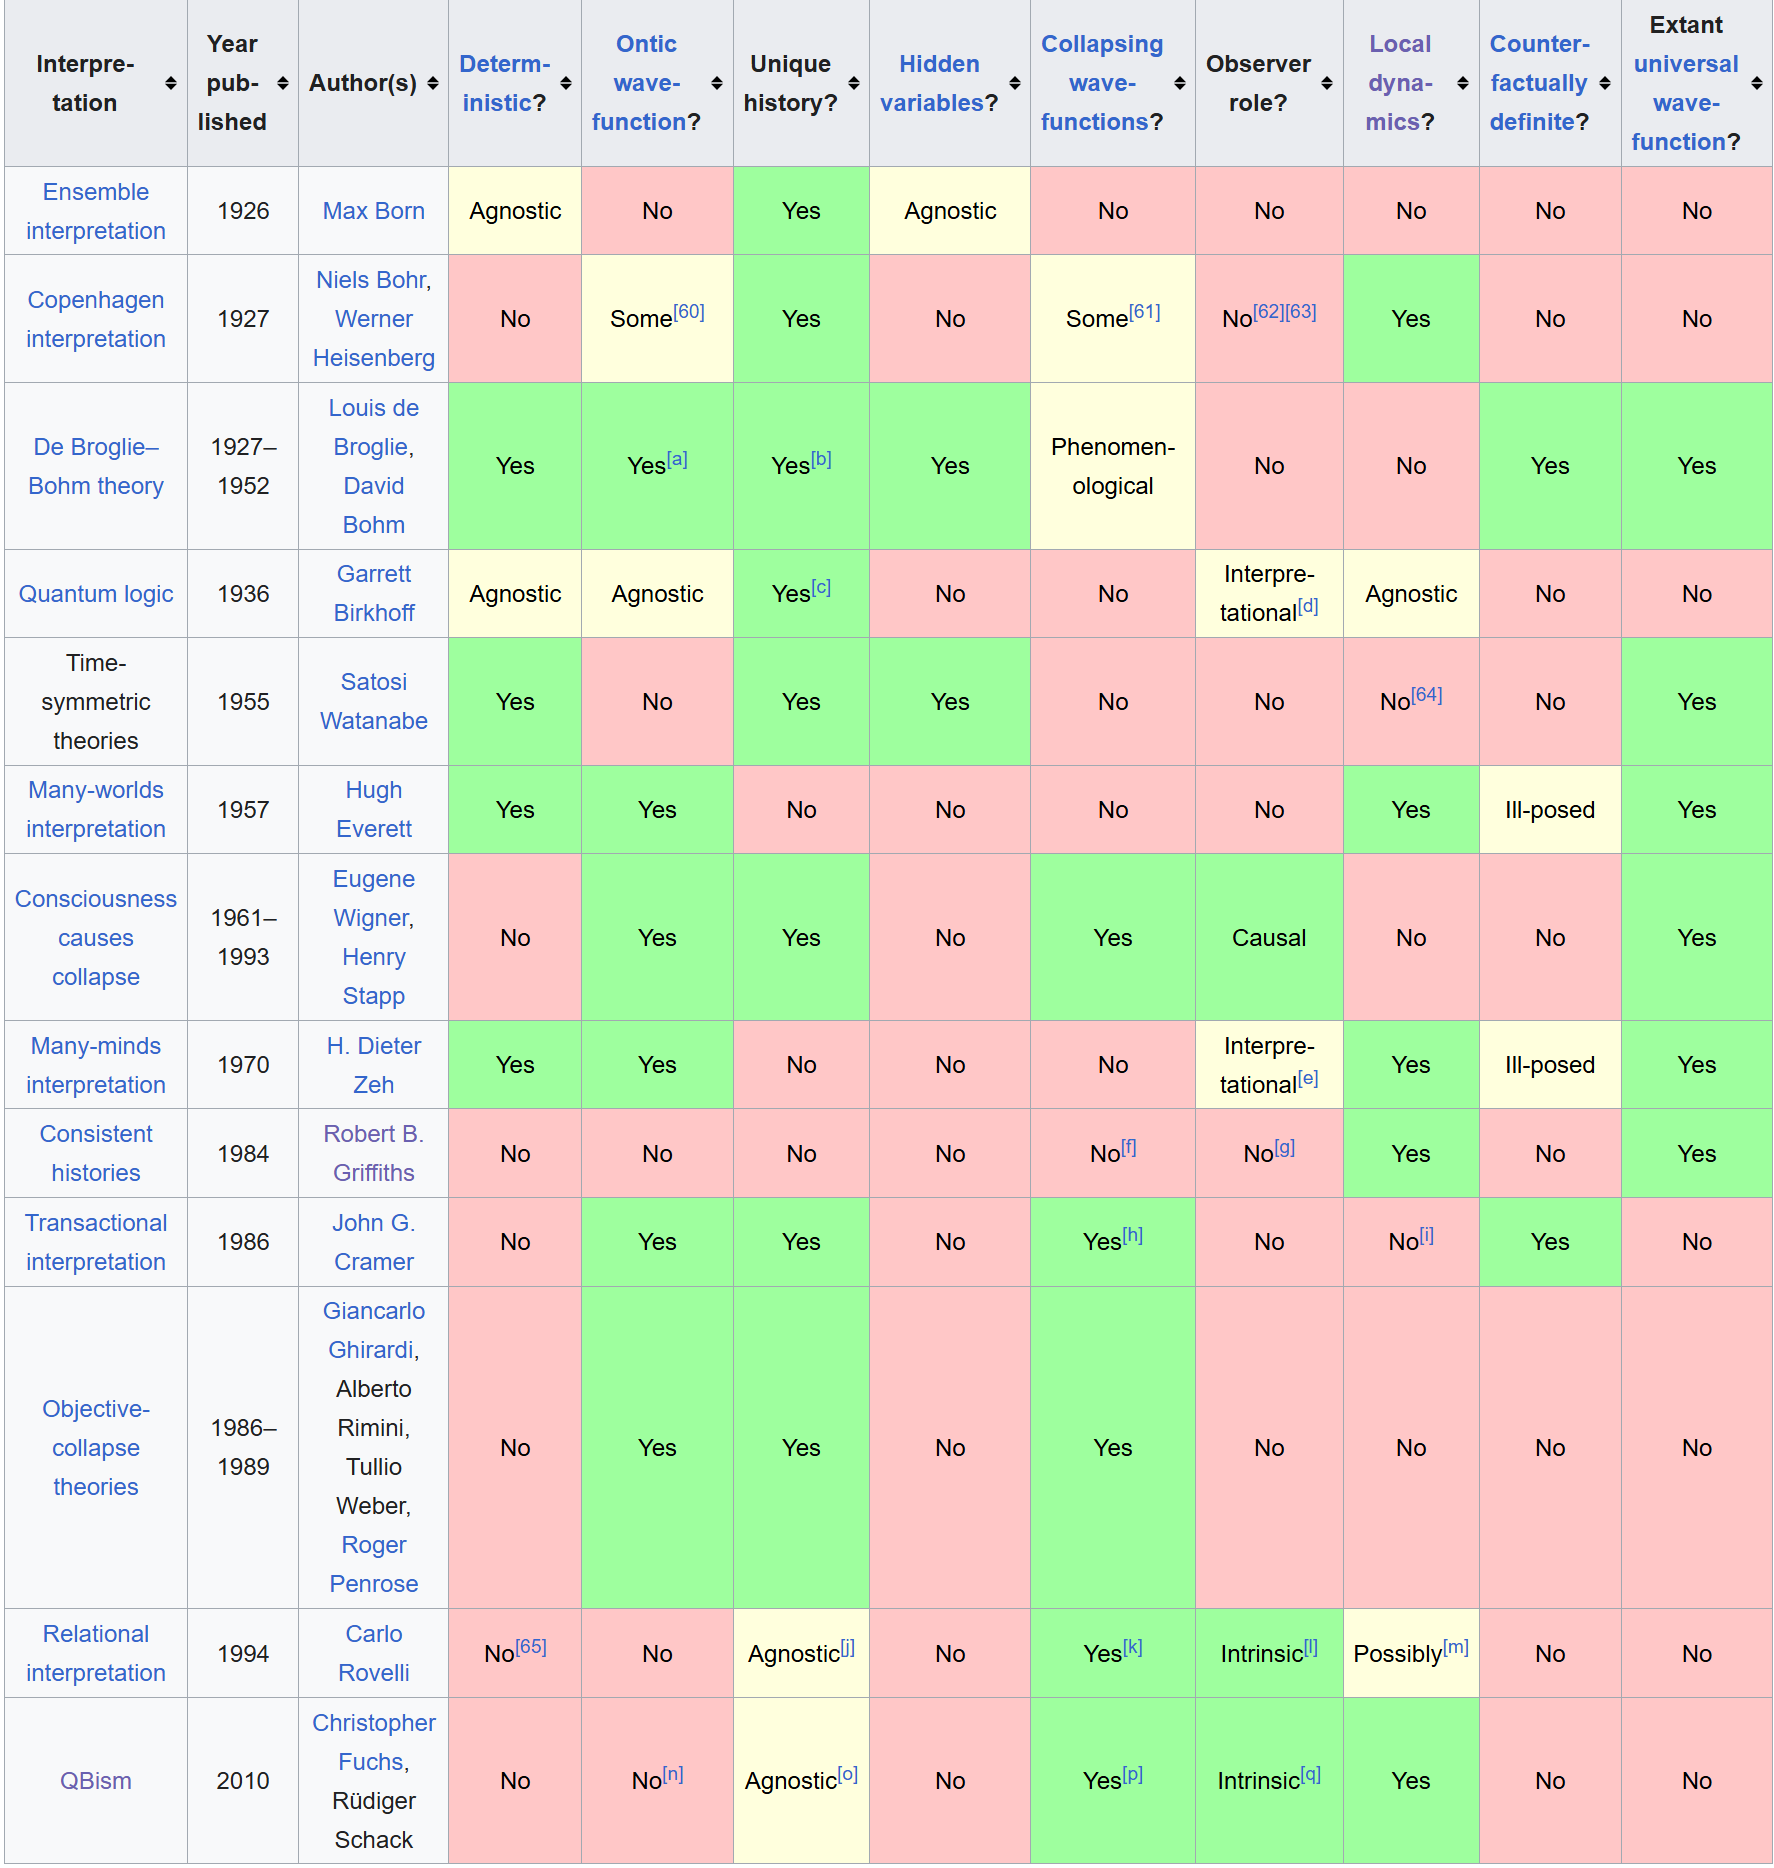 Interpre-
tation
Year
pub-
lished
Author(s)
Determ-
inistic?
Ontic
wave-
function?
Unique
history?
Hidden
variables?
Collapsing
wave-
functions?
Observer
role?
Local
dyna-
mics?
Counter-
factually
definite?
Extant
universal
wave-
function?
Ensemble
interpretation
1926
Max Born
Agnostic
No
Yes
Agnostic
No
No
No
No
No
Copenhagen
interpretation
1927
Niels Bohr,
Werner
Heisenberg
No
Some[60]
Yes
No
Some[61]
No[62][63]
Yes
No
No
De Broglie–
Bohm theory
1927–
1952
Louis de
Broglie,
David
Bohm
Yes
Yes[a]
Yes[b]
Yes
Phenomen-
ological
No
No
Yes
Yes
Quantum logic
1936
Garrett
Birkhoff
Agnostic
Agnostic
Yes[c]
No
No
Interpre-
tational[d]
Agnostic
No
No
Time-
symmetric
theories
1955
Satosi
Watanabe
Yes
No
Yes
Yes
No
No
No[64]
No
Yes
Many-worlds
interpretation
1957
Hugh
Everett
Yes
Yes
No
No
No
No
Yes
Ill-posed
Yes
Consciousness
causes
collapse
1961–
1993
Eugene
Wigner,
Henry
Stapp
No
Yes
Yes
No
Yes
Causal
No
No
Yes
Many-minds
interpretation
1970
H. Dieter
Zeh
Yes
Yes
No
No
No
Interpre-
tational[e]
Yes
Ill-posed
Yes
Consistent
histories
1984
Robert B.
Griffiths
No
No
No
No
No[f]
No[g]
Yes
No
Yes
Transactional
interpretation
1986
John G.
Cramer
No
Yes
Yes
No
Yes[h]
No
No[i]
Yes
No
Objective-
collapse
theories
1986–
1989
Giancarlo
Ghirardi,
Alberto
Rimini,
Tullio
Weber,
Roger
Penrose
No
Yes
Yes
No
Yes
No
No
No
No
Relational
interpretation
1994
Carlo
Rovelli
No[65]
No
Agnostic[j]
No
Yes[k]
Intrinsic[l]
Possibly[m]
No
No
QBism
2010
Christopher
Fuchs,
Rüdiger
Schack
No
No[n]
Agnostic[o]
No
Yes[p]
Intrinsic[q]
Yes
No
No